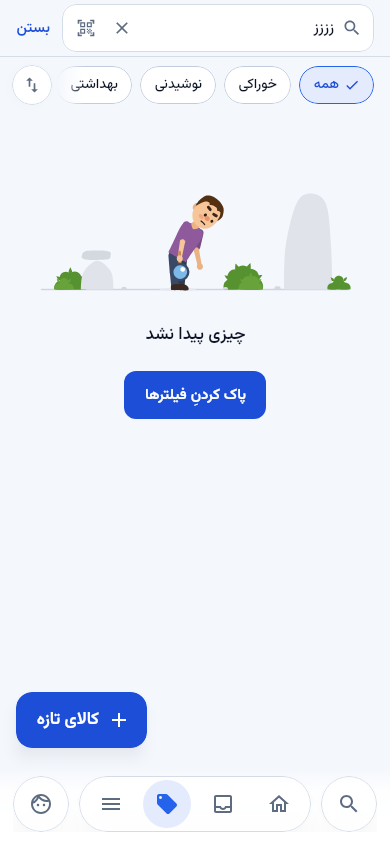 زززز
بستن
همه
خوراکی
نوشیدنی
بهداشتی
چیزی پیدا نشد
پاک کردنِ فیلترها
کالای تازه